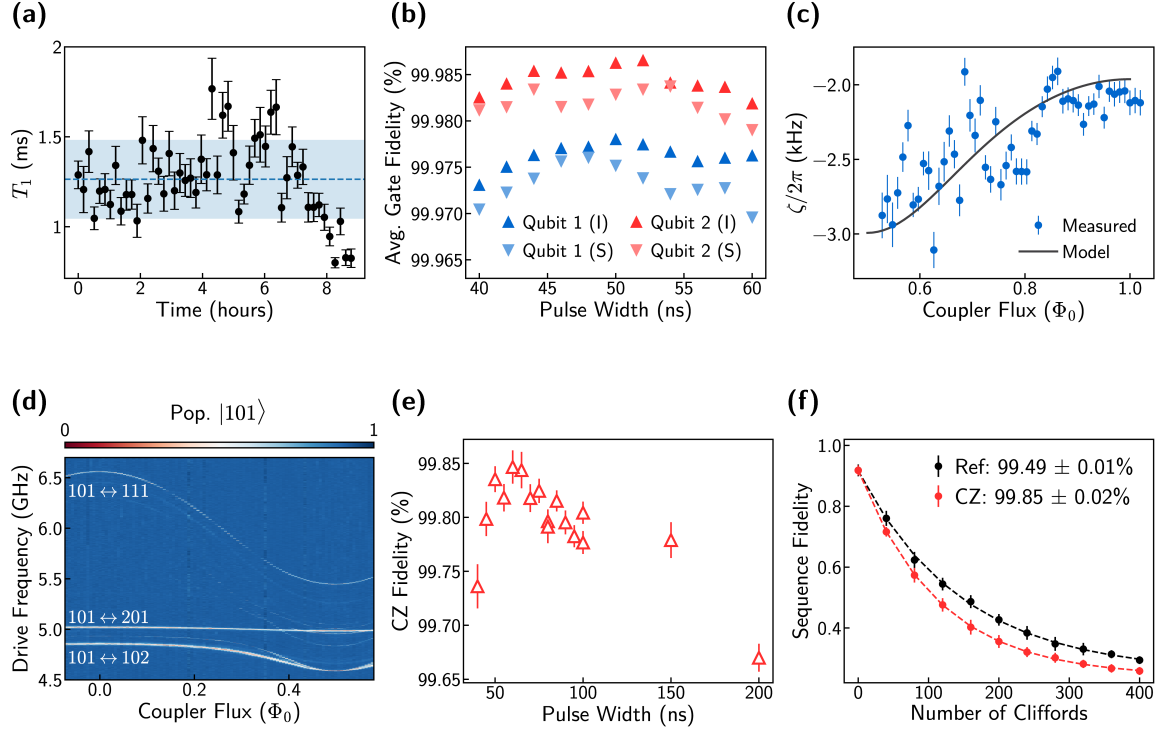 (a)
2
1.5
1
T₁ (ms)
0 2 4 6 8
Time (hours)
(b)
99.985
99.980
99.975
99.970
99.965
Avg. Gate Fidelity (%)
Qubit 1 (I) Qubit 2 (I)
Qubit 1 (S) Qubit 2 (S)
40 45 50 55 60
Pulse Width (ns)
(c)
−2.0
−2.5
−3.0
ζ/2π (kHz)
Measured
Model
0.6 0.8 1.0
Coupler Flux (Φ₀)
(d)
Pop. |101⟩
0 1
6.5
6.0
5.5
5.0
4.5
Drive Frequency (GHz)
101↔111
101↔201
101↔102
0.0 0.2 0.4
Coupler Flux (Φ₀)
(e)
99.85
99.80
99.75
99.70
99.65
CZ Fidelity (%)
50 100 150 200
Pulse Width (ns)
(f)
1.0
0.8
0.6
0.4
Sequence Fidelity
Ref: 99.49 ± 0.01%
CZ: 99.85 ± 0.02%
0 100 200 300 400
Number of Cliffords